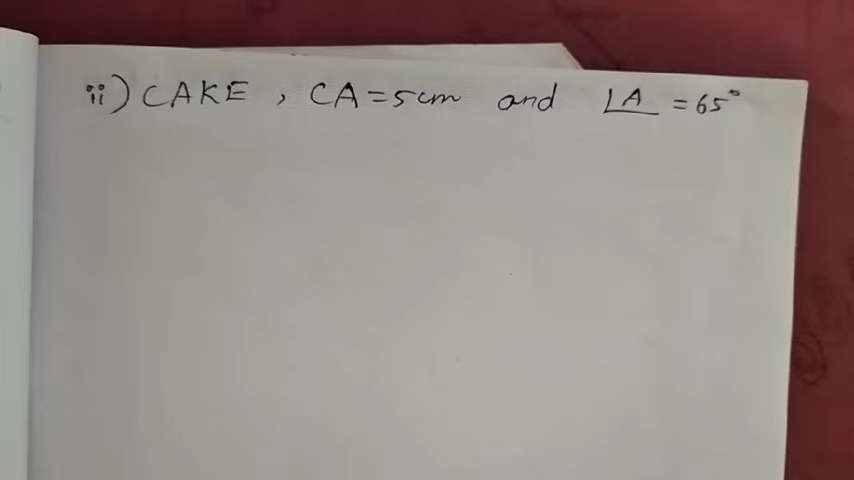 ii) CAKE , CA = 5cm and ∠A = 65°